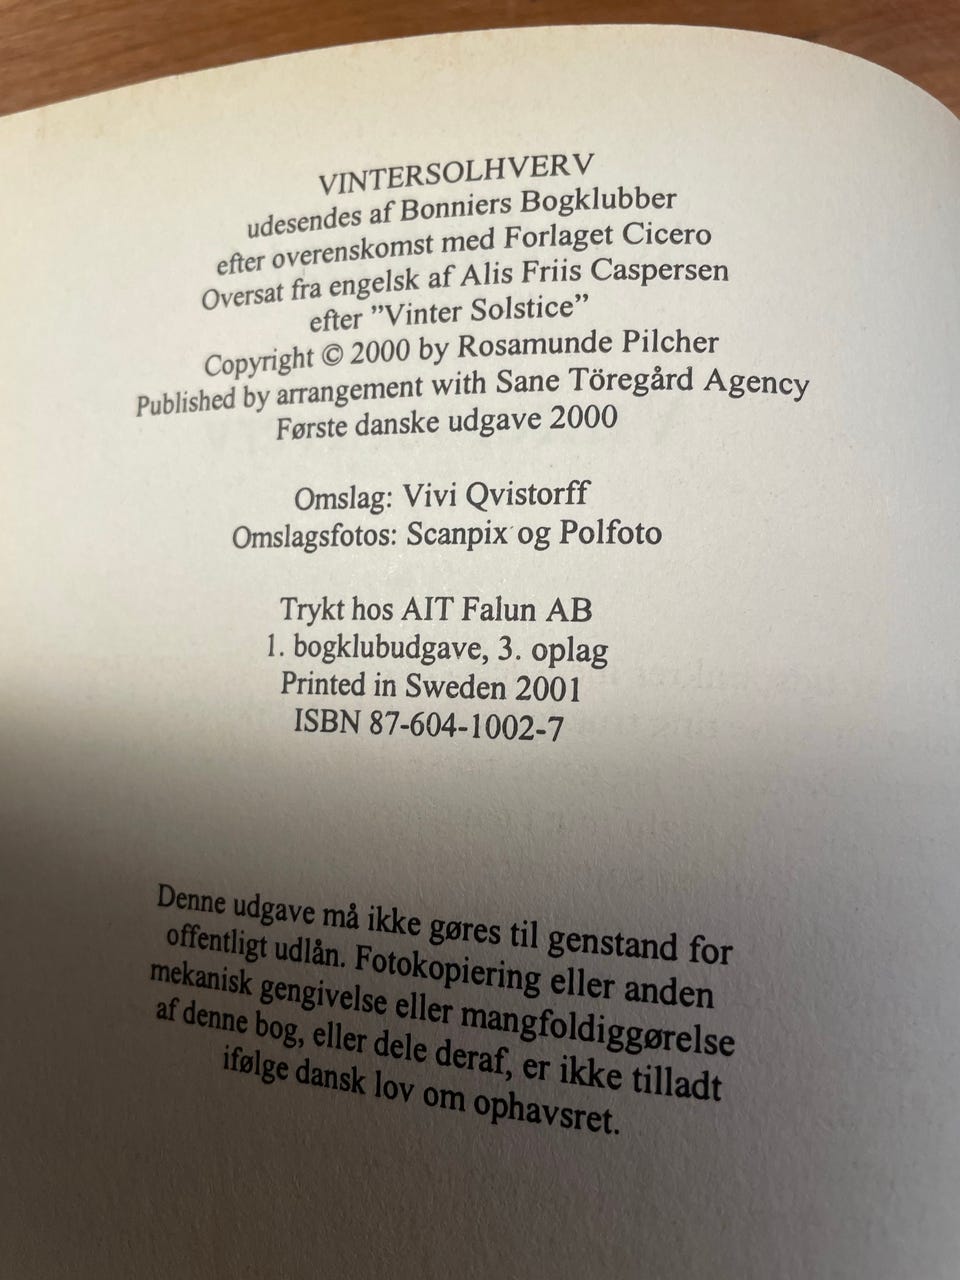 VINTERSOLHVERV
udesendes af Bonniers Bogklubber
efter overenskomst med Forlaget Cicero
Oversat fra engelsk af Alis Friis Caspersen
efter ”Vinter Solstice”
Copyright © 2000 by Rosamunde Pilcher
Published by arrangement with Sane Töregård Agency
Første danske udgave 2000
Omslag: Vivi Qvistorff
Omslagsfotos: Scanpix og Polfoto
Trykt hos AIT Falun AB
1. bogklubudgave, 3. oplag
Printed in Sweden 2001
ISBN 87-604-1002-7
Denne udgave må ikke gøres til genstand for
offentligt udlån. Fotokopiering eller anden
mekanisk gengivelse eller mangfoldiggørelse
af denne bog, eller dele deraf, er ikke tilladt
ifølge dansk lov om ophavsret.